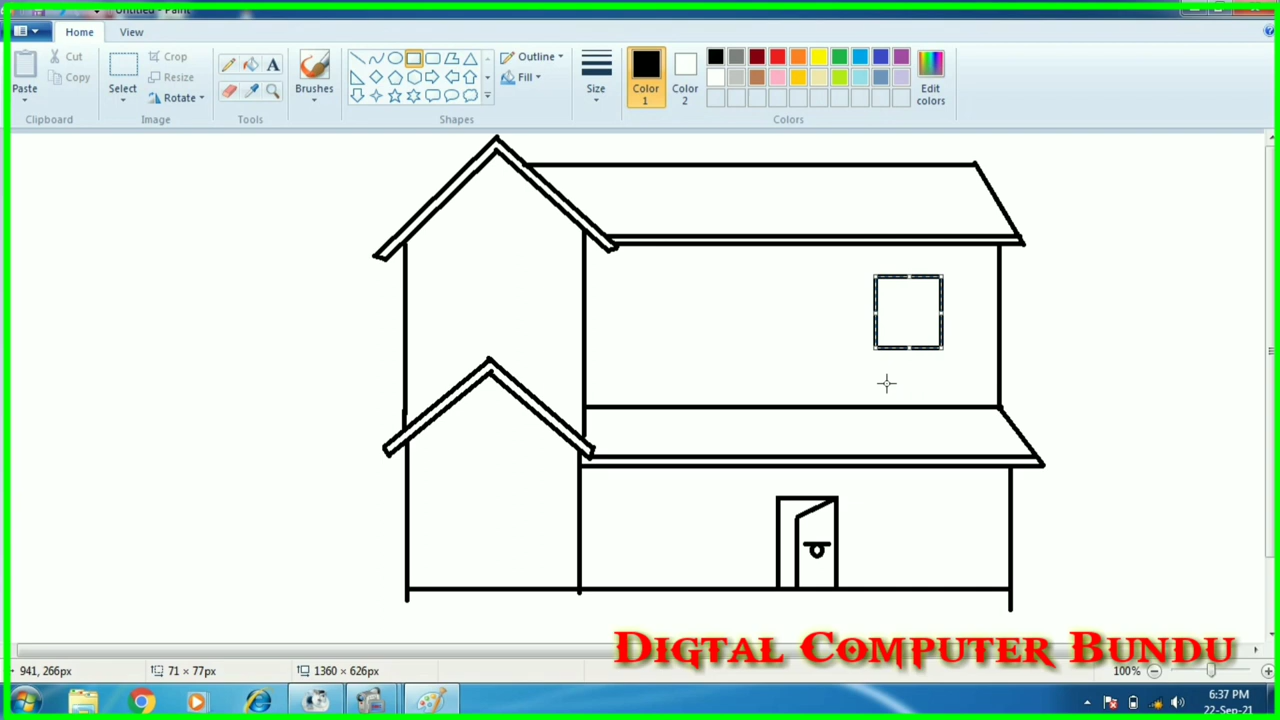 Untitled - Paint
Home View
Paste
Cut
Copy
Clipboard
Select
Crop
Resize
Rotate
Image
A
Tools
Brushes
Shapes
Outline
Fill
Size
Color
1
Color
2
Edit
colors
Colors
Digtal Computer Bundu
941, 266px
71 × 77px
1360 × 626px
100%
6:37 PM
22-Sep-21